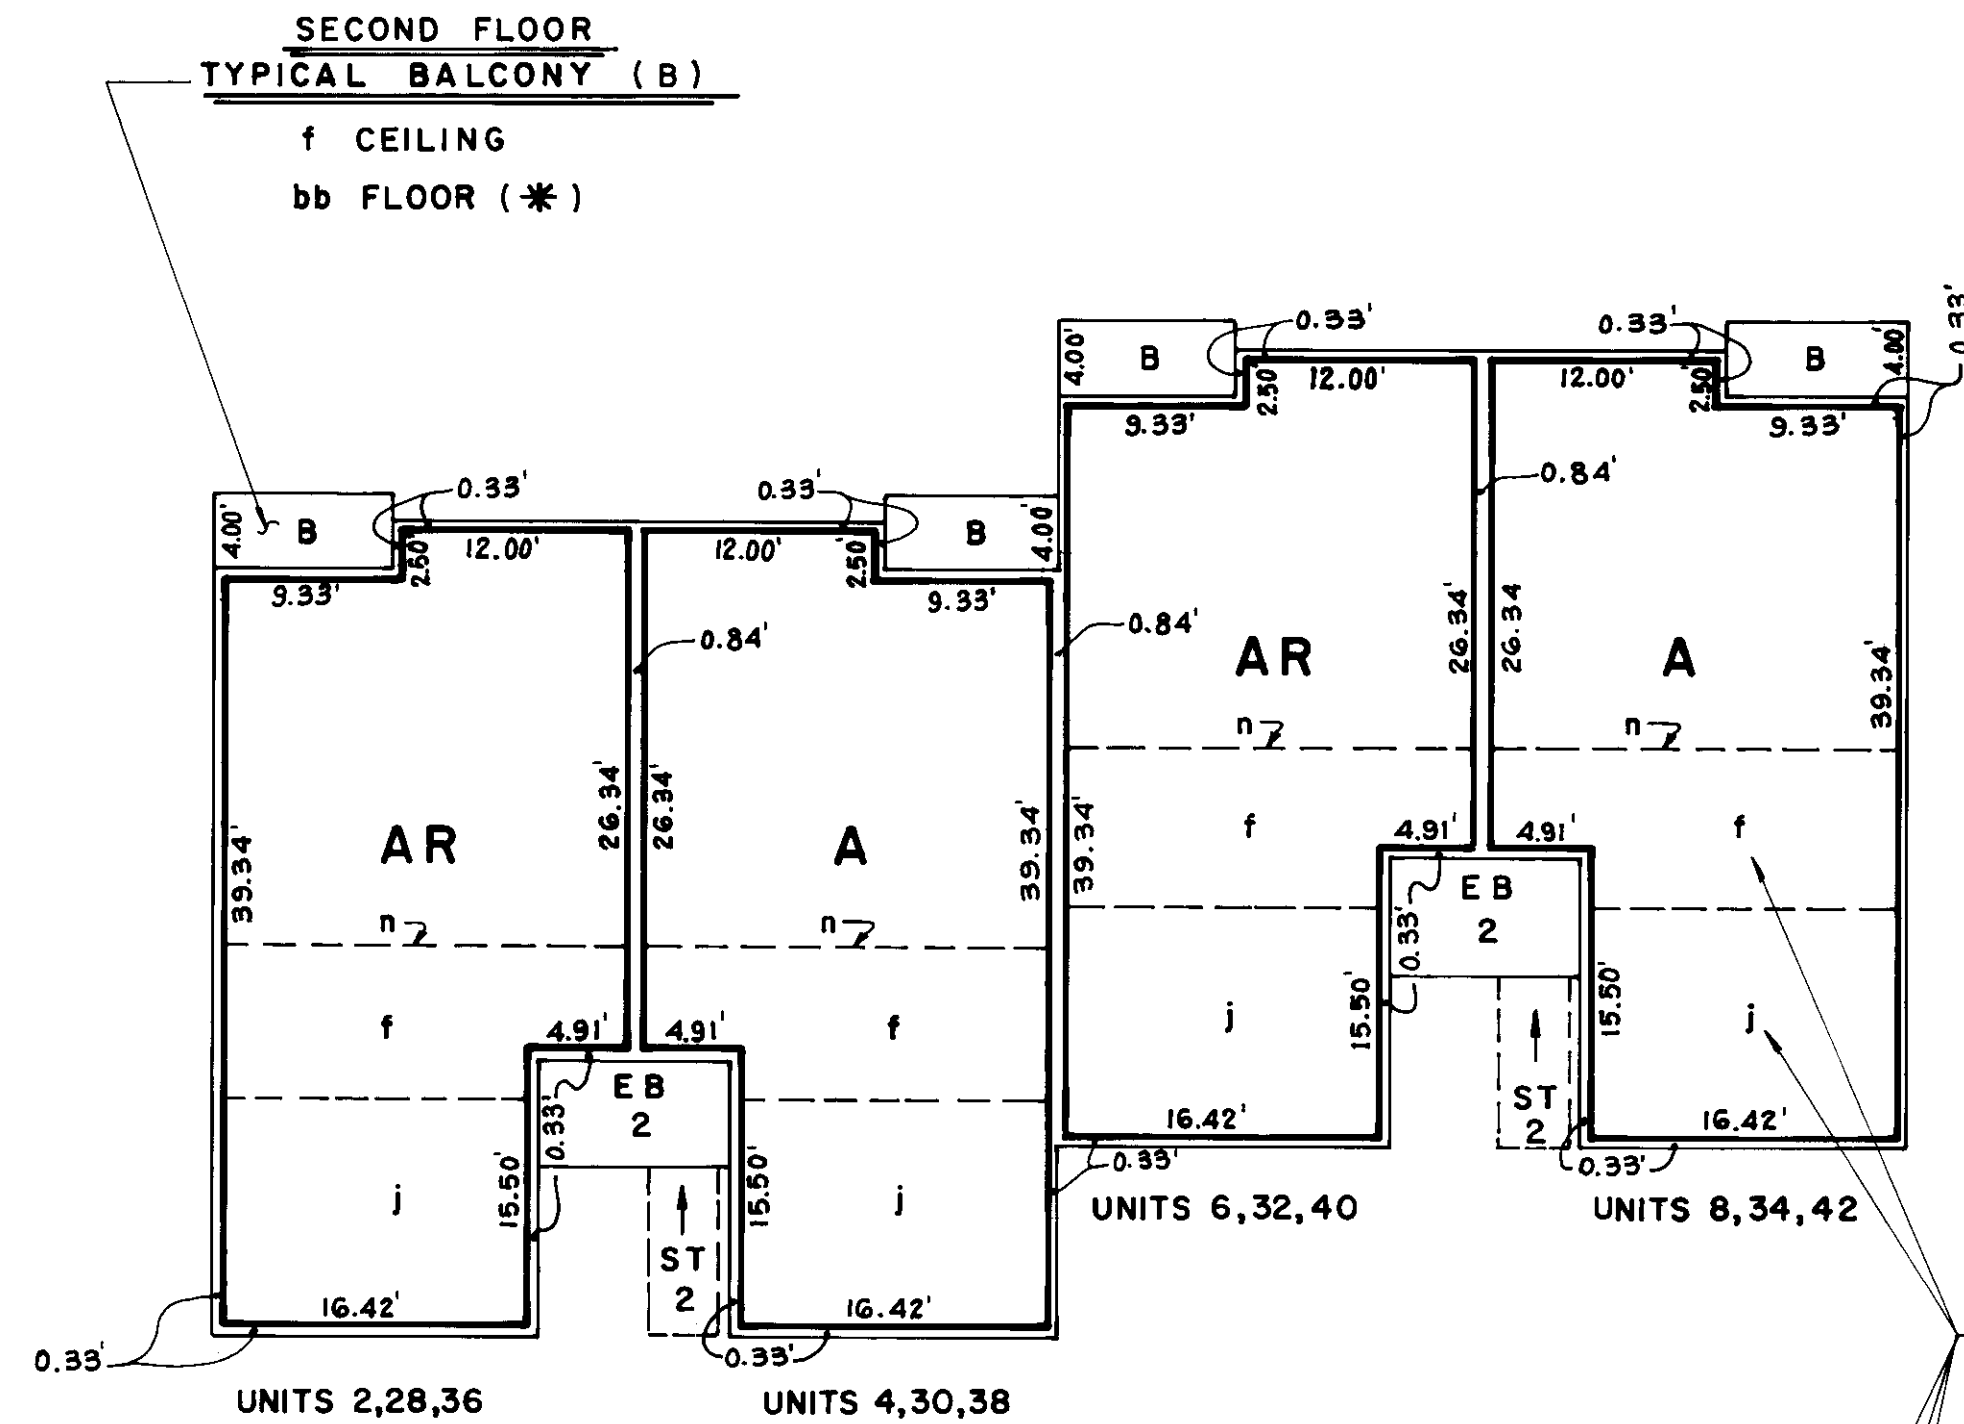 SECOND FLOOR
TYPICAL BALCONY (B)
f CEILING
bb FLOOR (*)
0.33'
0.33'
0.33'
4.00'
B
12.00'
2.50'
9.33'
12.00'
2.50'
B
4.00'
9.33'
0.84'
0.33'
0.33'
4.00'
B
12.00'
2.50'
9.33'
12.00'
2.50'
B
4.00'
9.33'
0.84'
0.84'
AR
26.34'
26.34
A
39.34'
n
n
39.34'
f
4.91'
4.91'
f
EB
2
0.33'
j
15.50'
15.50'
j
ST
2
16.42'
16.42'
0.33'
0.33'
UNITS 6,32,40
UNITS 8,34,42
AR
26.34'
26.34'
A
39.34'
39.34'
n
n
f
4.91'
4.91'
f
EB
2
0.33'
j
15.50'
15.50'
j
ST
2
16.42'
16.42'
0.33'
0.33'
UNITS 2,28,36
UNITS 4,30,38